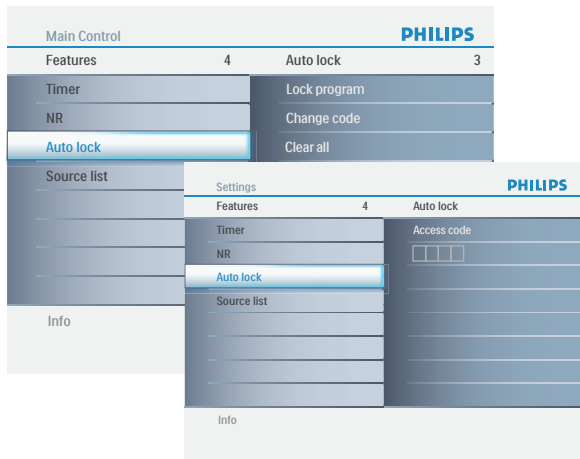 Main Control
PHILIPS
Features 4 Auto lock 3
Timer Lock program
NR Change code
Auto lock Clear all
Source list
Info
Settings
PHILIPS
Features 4 Auto lock
Timer Access code
NR
Auto lock
Source list
Info